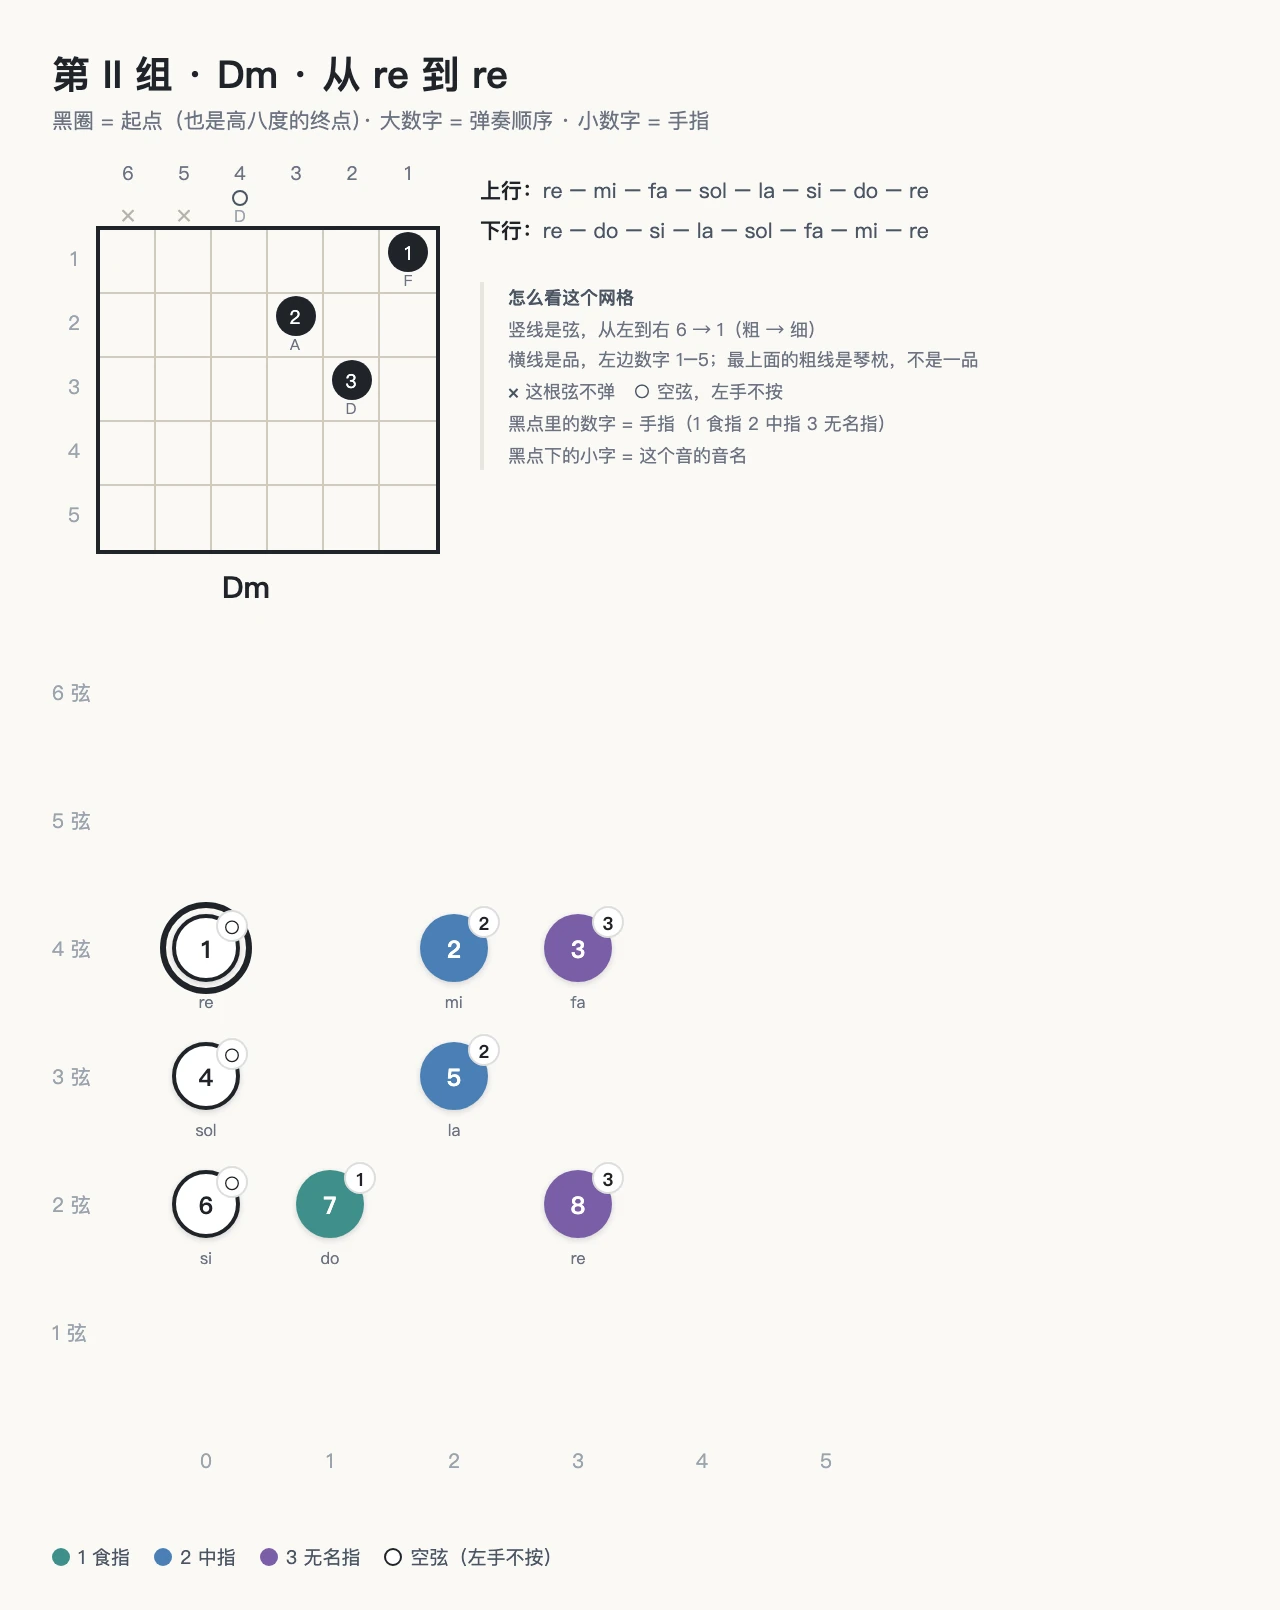 第 II 组 · Dm · 从 re 到 re
黑圈 = 起点（也是高八度的终点）· 大数字 = 弹奏顺序 · 小数字 = 手指
6 5 4 3 2 1
× × D
1 1
F
2 2
A
3 3
D
4
5
Dm
上行：re — mi — fa — sol — la — si — do — re
下行：re — do — si — la — sol — fa — mi — re
怎么看这个网格
竖线是弦，从左到右 6 → 1（粗 → 细）
横线是品，左边数字 1—5；最上面的粗线是琴枕，不是一品
× 这根弦不弹 ○ 空弦，左手不按
黑点里的数字 = 手指（1 食指 2 中指 3 无名指）
黑点下的小字 = 这个音的音名
6 弦
5 弦
4 弦 1 2 2 3 3
re mi fa
3 弦 4 5 2
sol la
2 弦 6 7 1 8 3
si do re
1 弦
0 1 2 3 4 5
1 食指 2 中指 3 无名指 空弦（左手不按）